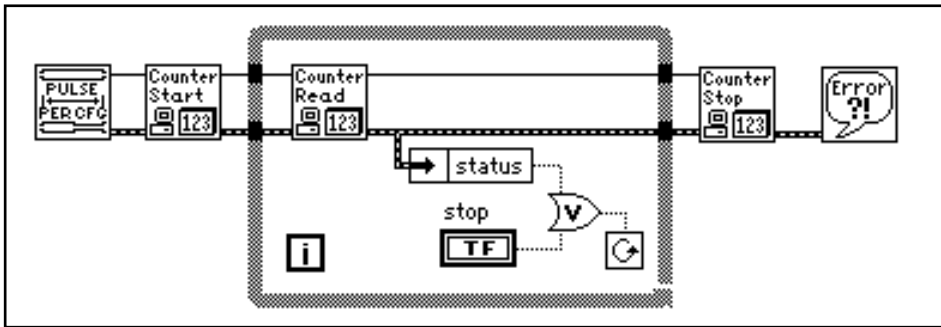 PULSE
PER CFG
Counter
Start
123
Counter
Read
123
status
stop
TF
V
i
Counter
Stop
123
Error
?!